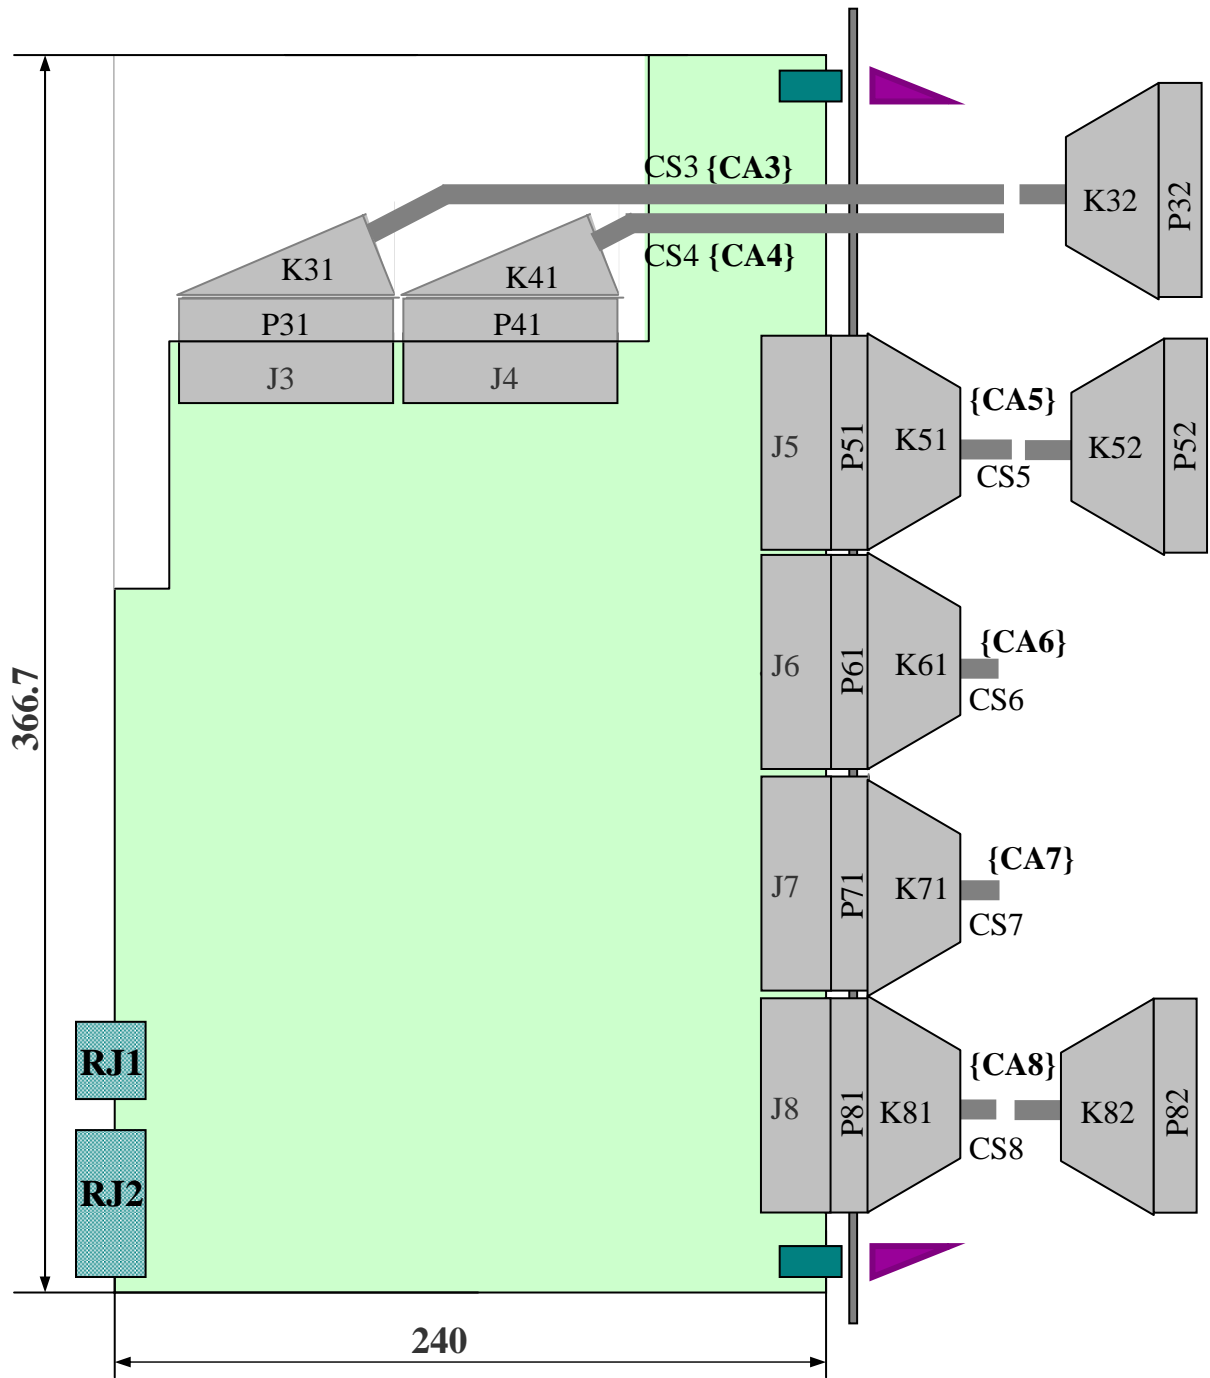 CS3 {CA3}
K32
P32
CS4 {CA4}
K31
K41
P31
P41
J3
J4
J5
P51
K51
{CA5}
CS5
K52
P52
J6
P61
K61
{CA6}
CS6
366.7
J7
P71
K71
{CA7}
CS7
RJ1
J8
P81
K81
{CA8}
CS8
K82
P82
RJ2
240